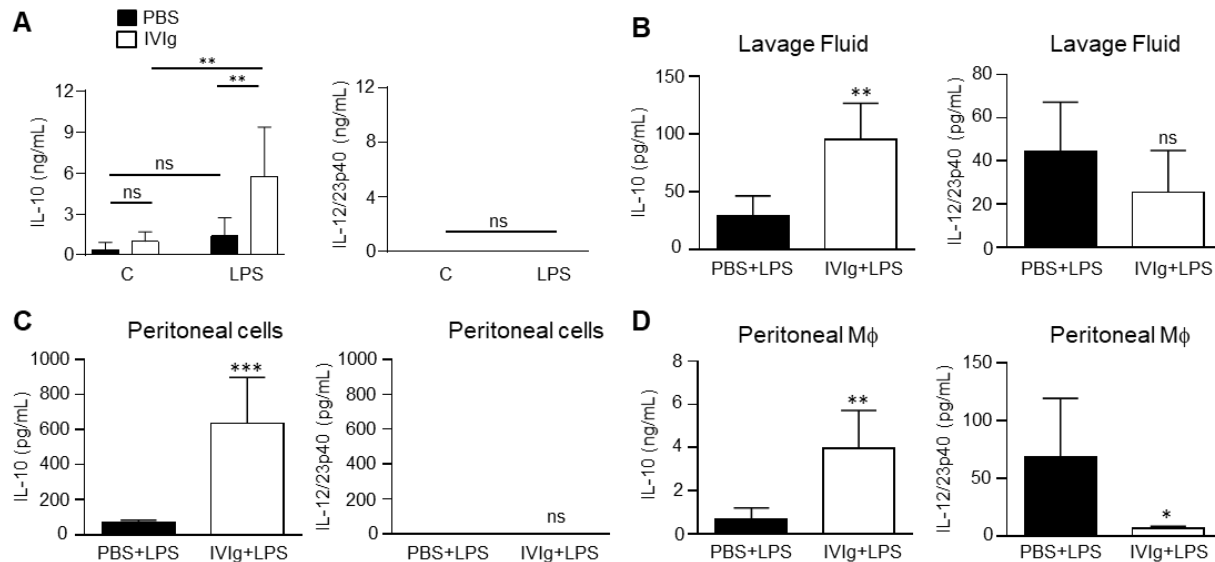 A
PBS
IVIg
IL-10 (ng/mL)
12
9
6
3
0
**
**
ns
ns
C
LPS
IL-12/23p40 (ng/mL)
12
8
4
0
ns
C
LPS
B
Lavage Fluid
IL-10 (pg/mL)
150
100
50
0
**
PBS+LPS
IVIg+LPS
Lavage Fluid
IL-12/23p40 (pg/mL)
80
60
40
20
0
ns
PBS+LPS
IVIg+LPS
C
Peritoneal cells
IL-10 (pg/mL)
1000
800
600
400
200
0
***
PBS+LPS
IVIg+LPS
Peritoneal cells
IL-12/23p40 (pg/mL)
1000
800
600
400
200
0
ns
PBS+LPS
IVIg+LPS
D
Peritoneal Mϕ
IL-10 (ng/mL)
8
6
4
2
0
**
PBS+LPS
IVIg+LPS
Peritoneal Mϕ
IL-12/23p40 (pg/mL)
150
100
50
0
*
PBS+LPS
IVIg+LPS